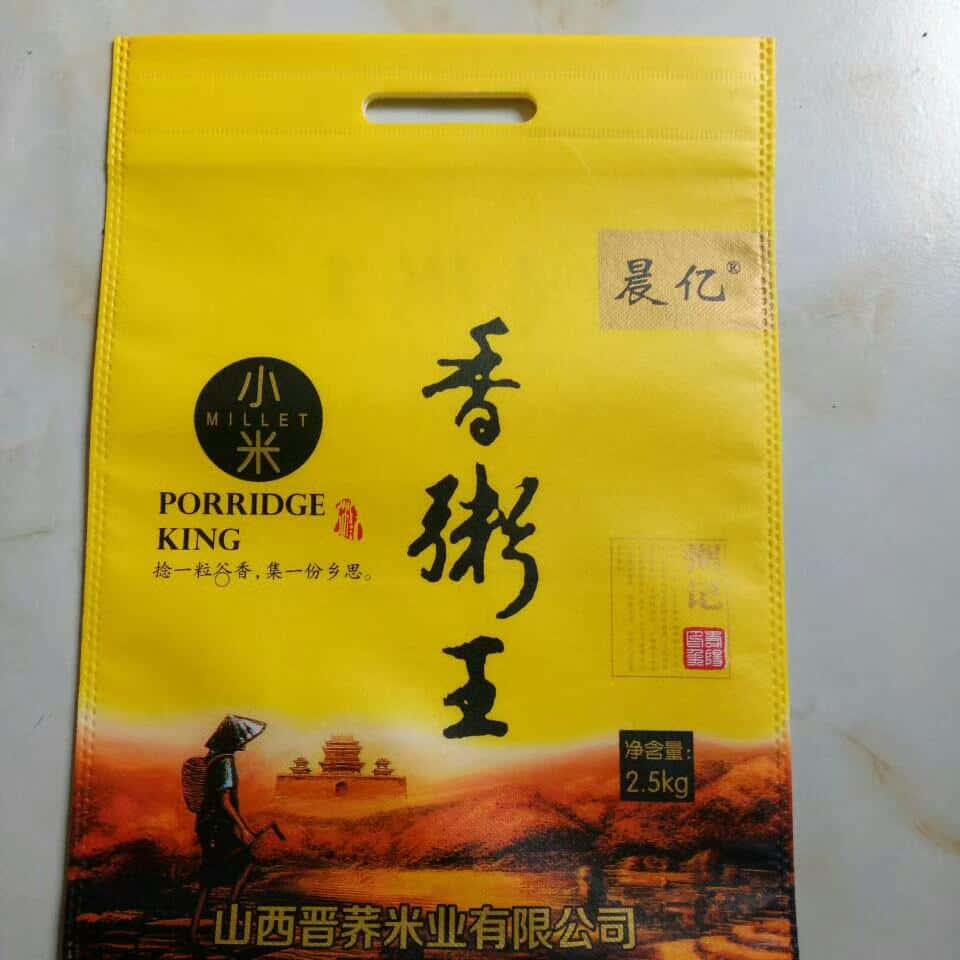 晨亿®
香粥王
小
MILLET
米
PORRIDGE
KING
捻一粒谷香,集一份乡思。
净含量:
2.5kg
山西晋荞米业有限公司